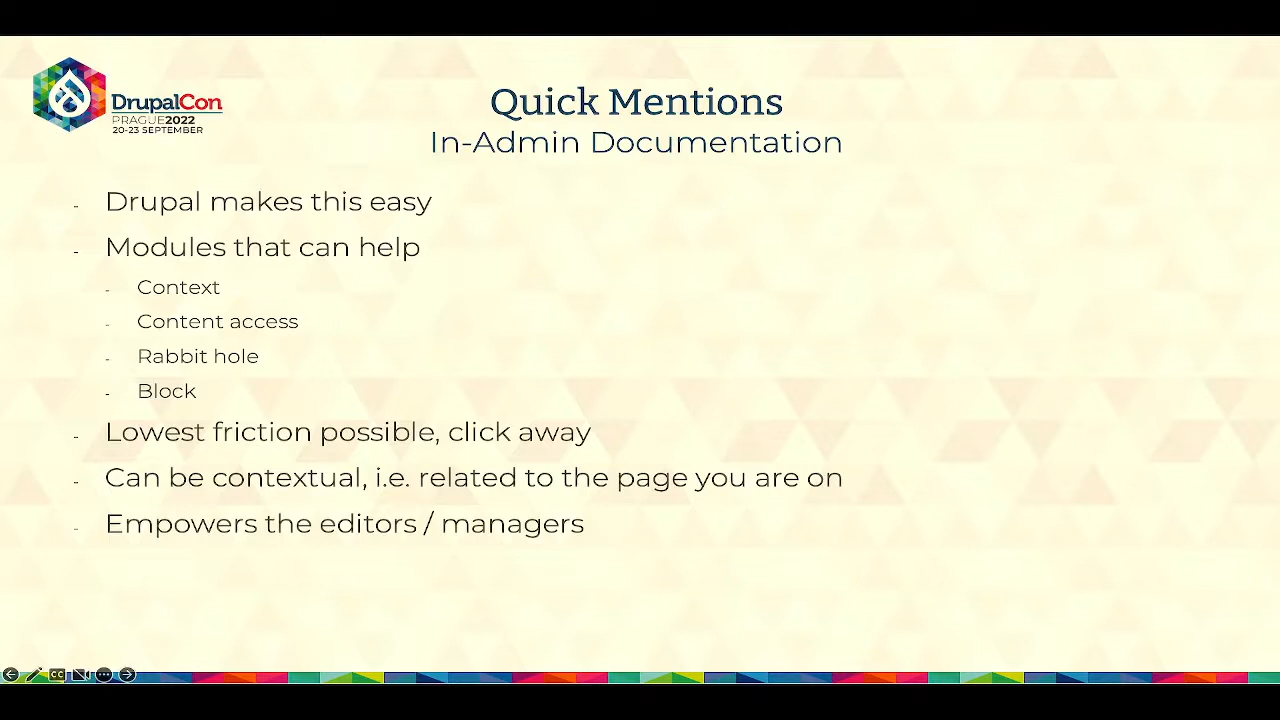 DrupalCon
PRAGUE2022
20-23 SEPTEMBER
Quick Mentions
In-Admin Documentation
- Drupal makes this easy
- Modules that can help
- Context
- Content access
- Rabbit hole
- Block
- Lowest friction possible, click away
- Can be contextual, i.e. related to the page you are on
- Empowers the editors / managers
CC